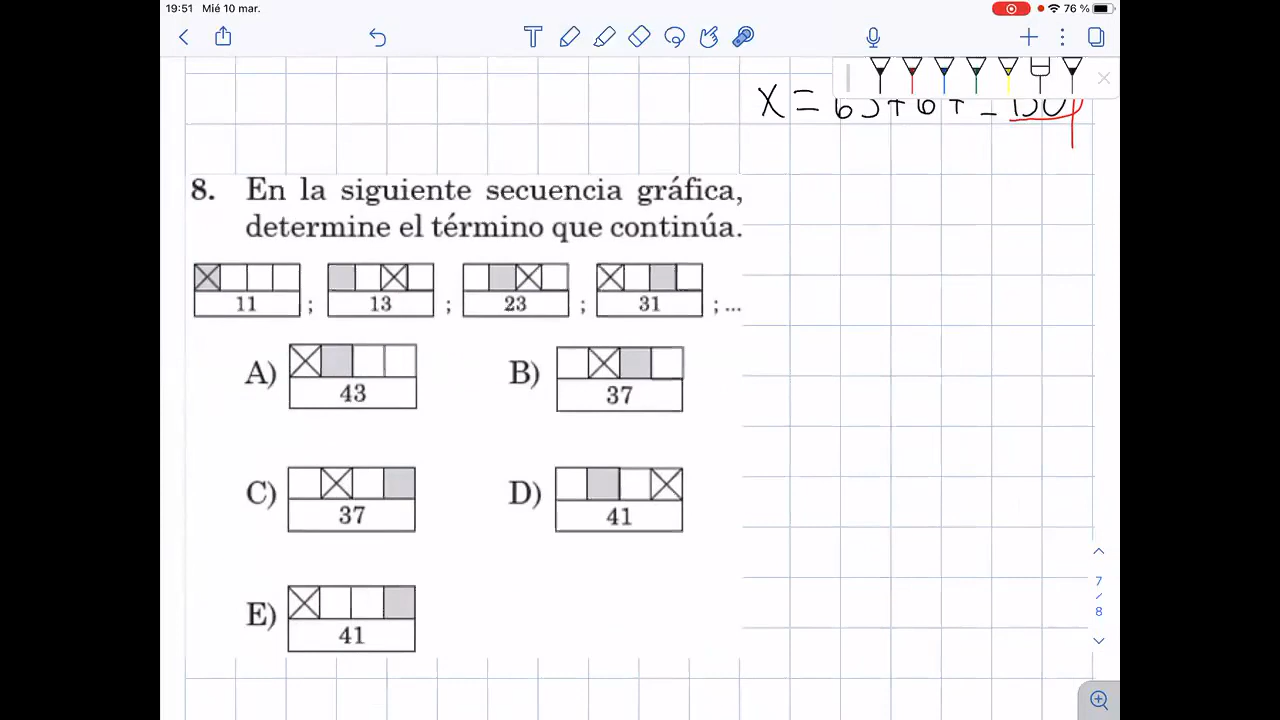 19:51 Mié 10 mar.
76 %
T
x =
8. En la siguiente secuencia gráfica,
determine el término que continúa.
11 ; 13 ; 23 ; 31 ; ...
A) 43 B) 37
C) 37 D) 41
E) 41
7
/
8